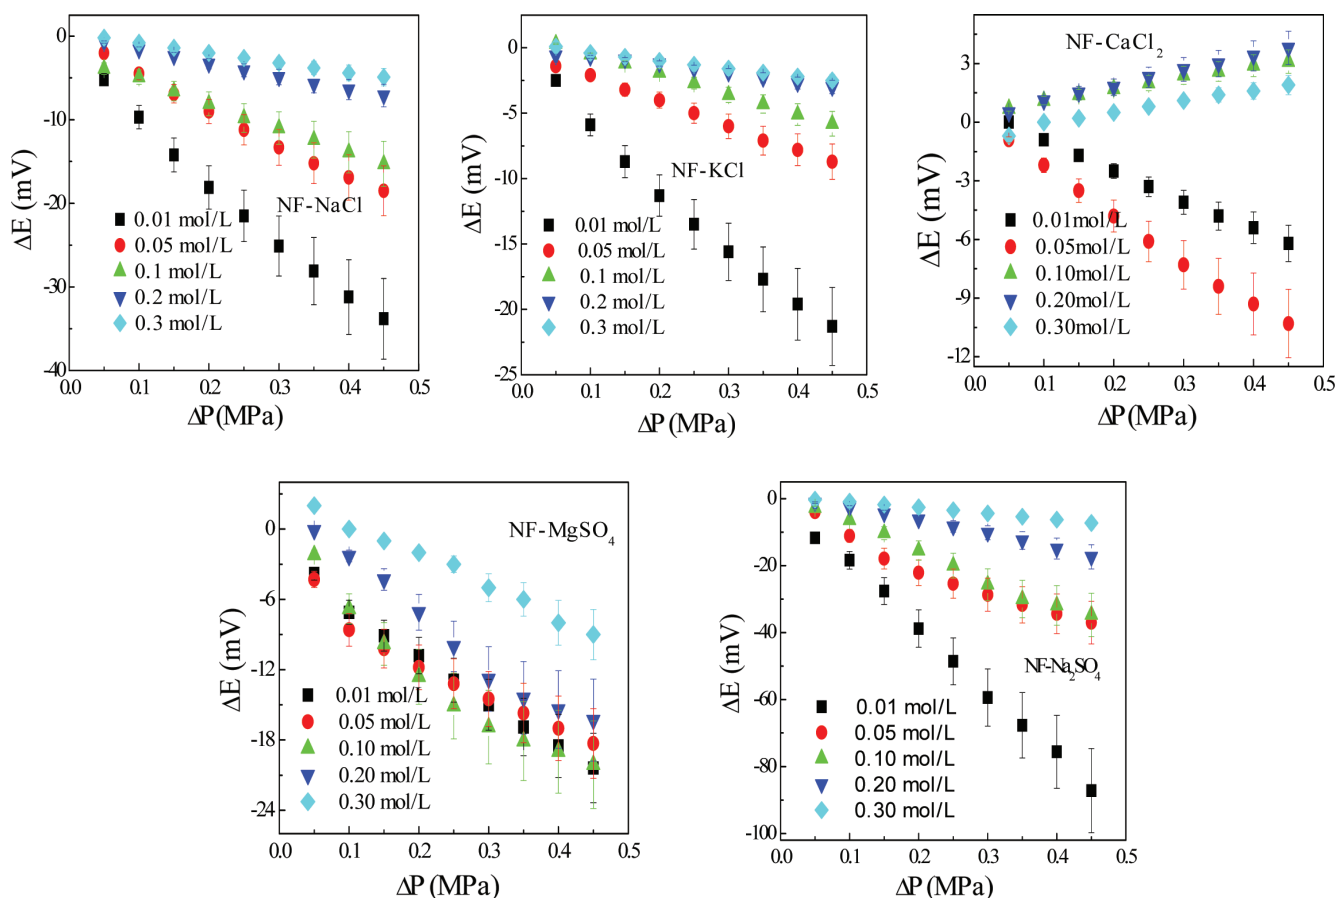 0
-10
-20
-30
-40
ΔE (mV)
NF-NaCl
0.01 mol/L
0.05 mol/L
0.1 mol/L
0.2 mol/L
0.3 mol/L
0.0 0.1 0.2 0.3 0.4 0.5
ΔP(MPa)
0
-5
-10
-15
-20
-25
ΔE (mV)
NF-KCl
0.01 mol/L
0.05 mol/L
0.1 mol/L
0.2 mol/L
0.3 mol/L
0.0 0.1 0.2 0.3 0.4 0.5
ΔP(MPa)
3
0
-3
-6
-9
-12
ΔE (mV)
NF-CaCl₂
0.01mol/L
0.05mol/L
0.10mol/L
0.20mol/L
0.30mol/L
0.0 0.1 0.2 0.3 0.4 0.5
ΔP(MPa)
0
-6
-12
-18
-24
ΔE (mV)
NF-MgSO₄
0.01 mol/L
0.05 mol/L
0.10 mol/L
0.20 mol/L
0.30 mol/L
0.0 0.1 0.2 0.3 0.4 0.5
ΔP(MPa)
0
-20
-40
-60
-80
-100
ΔE (mV)
NF-Na₂SO₄
0.01 mol/L
0.05 mol/L
0.10 mol/L
0.20 mol/L
0.30 mol/L
0.0 0.1 0.2 0.3 0.4 0.5
ΔP(MPa)